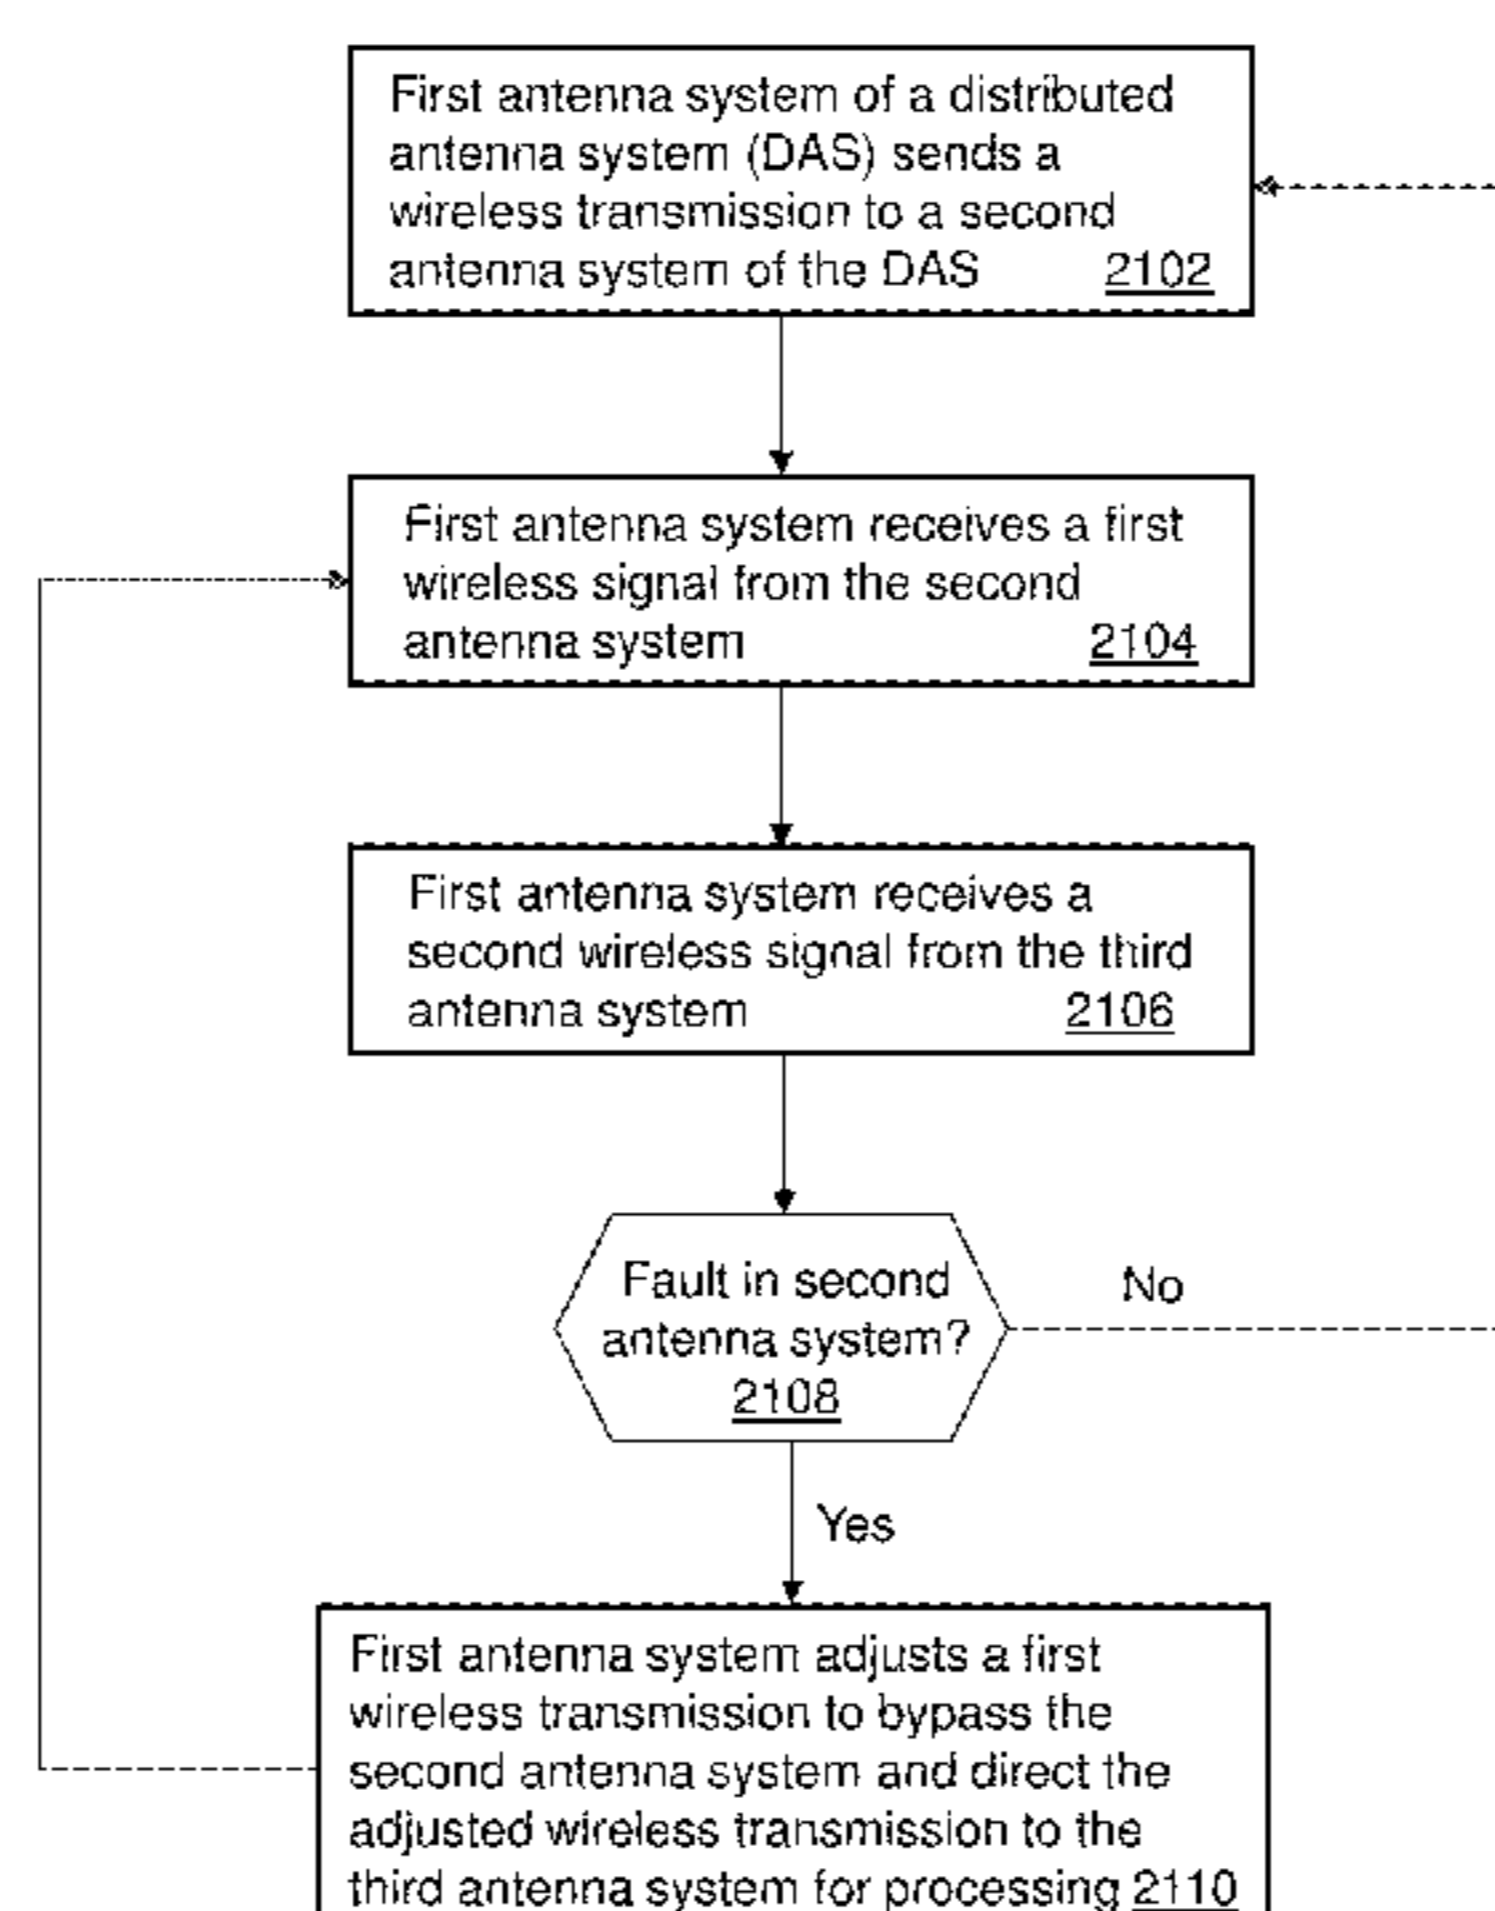 First antenna system of a distributed
antenna system (DAS) sends a
wireless transmission to a second
antenna system of the DAS 2102
First antenna system receives a first
wireless signal from the second
antenna system 2104
First antenna system receives a
second wireless signal from the third
antenna system 2106
Fault in second
antenna system?
2108
No
Yes
First antenna system adjusts a first
wireless transmission to bypass the
second antenna system and direct the
adjusted wireless transmission to the
third antenna system for processing 2110